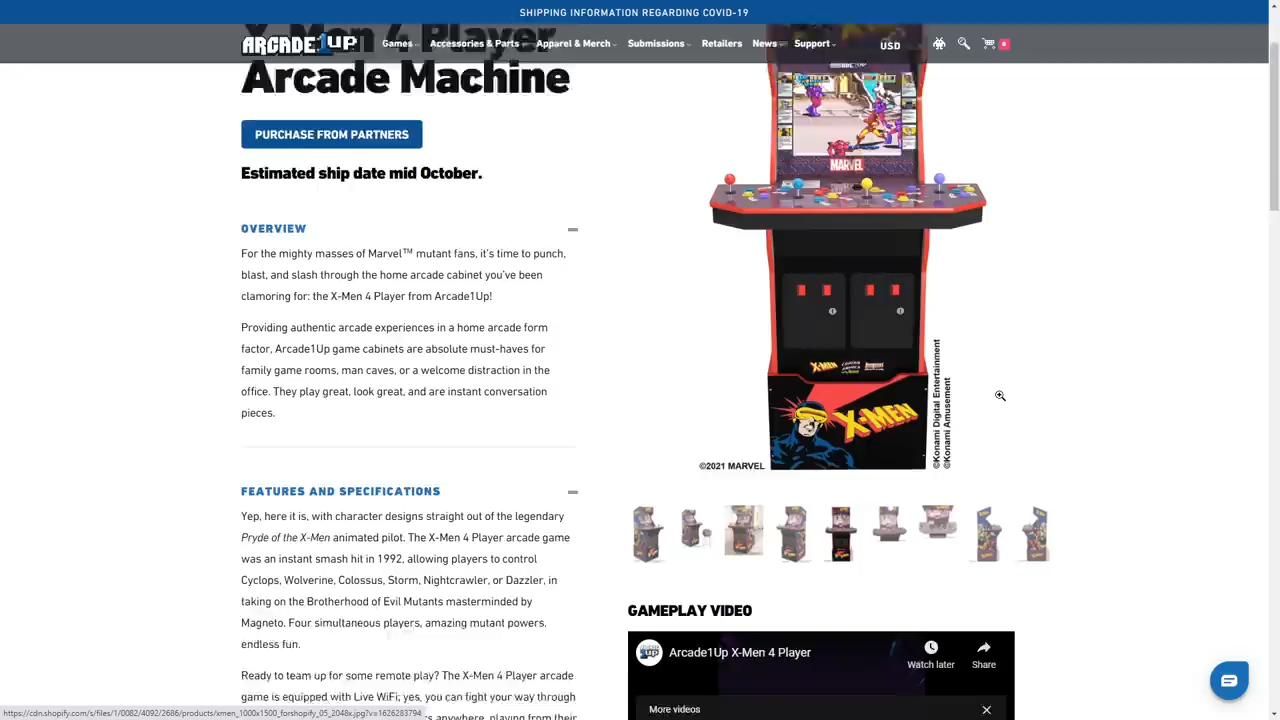 SHIPPING INFORMATION REGARDING COVID-19
ARCADE1UP
Games
Accessories & Parts
Apparel & Merch
Submissions
Retailers
News
Support
USD
0
X-Men 4 Player
Arcade Machine
PURCHASE FROM PARTNERS
Estimated ship date mid October.
OVERVIEW
For the mighty masses of Marvel™ mutant fans, it's time to punch,
blast, and slash through the home arcade cabinet you've been
clamoring for: the X-Men 4 Player from Arcade1Up!
Providing authentic arcade experiences in a home arcade form
factor, Arcade1Up game cabinets are absolute must-haves for
family game rooms, man caves, or a welcome distraction in the
office. They play great, look great, and are instant conversation
pieces.
FEATURES AND SPECIFICATIONS
Yep, here it is, with character designs straight out of the legendary
Pryde of the X-Men animated pilot. The X-Men 4 Player arcade game
was an instant smash hit in 1992, allowing players to control
Cyclops, Wolverine, Colossus, Storm, Nightcrawler, or Dazzler, in
taking on the Brotherhood of Evil Mutants masterminded by
Magneto. Four simultaneous players, amazing mutant powers,
endless fun.
Ready to team up for some remote play? The X-Men 4 Player arcade
game is equipped with Live WiFi; yes, you can fight your way through
anywhere, playing from their
https://cdn.shopify.com/s/files/1/0082/4092/2686/products/xmen_1000x1500_forshopify_05_2048x.jpg?v=1626283794
MARVEL
X-MEN
X-MEN
©2021 MARVEL
©Konami Digital Entertainment
©Konami Amusement
GAMEPLAY VIDEO
Arcade1Up X-Men 4 Player
Watch later
Share
More videos